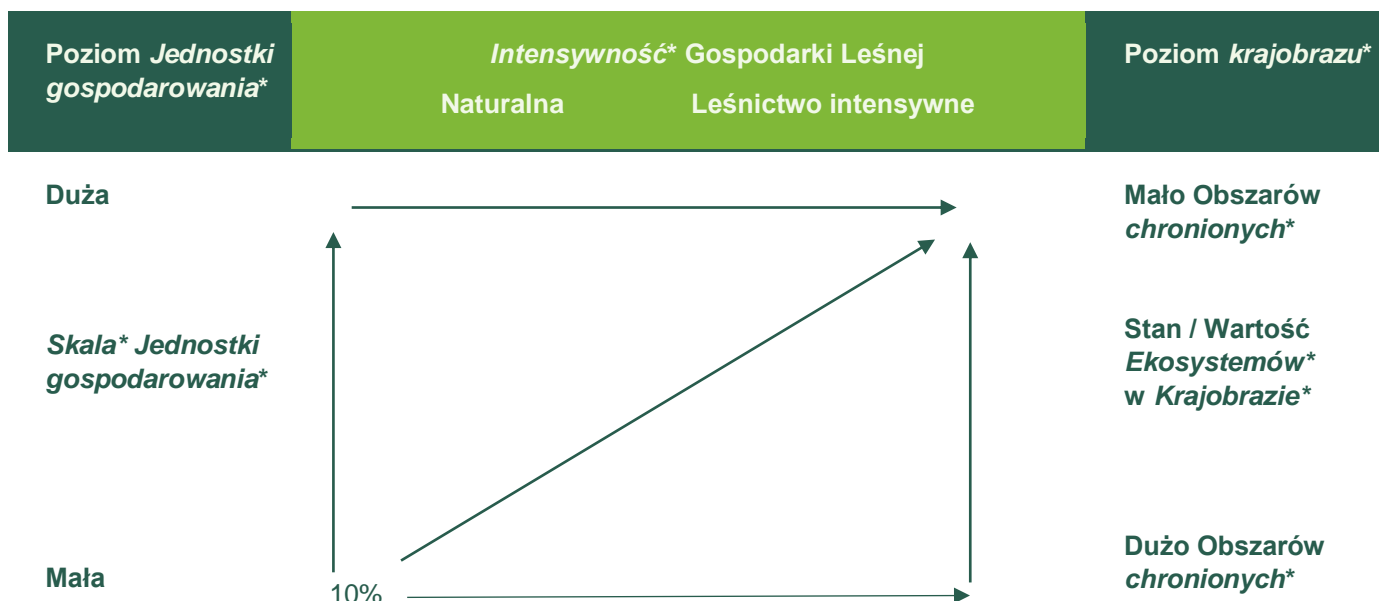 Poziom Jednostki
gospodarowania*
Intensywność* Gospodarki Leśnej
Naturalna
Leśnictwo intensywne
Poziom krajobrazu*
Duża
Mało Obszarów
chronionych*
Skala* Jednostki
gospodarowania*
Stan / Wartość
Ekosystemów*
w Krajobrazie*
Mała
10%
Dużo Obszarów
chronionych*